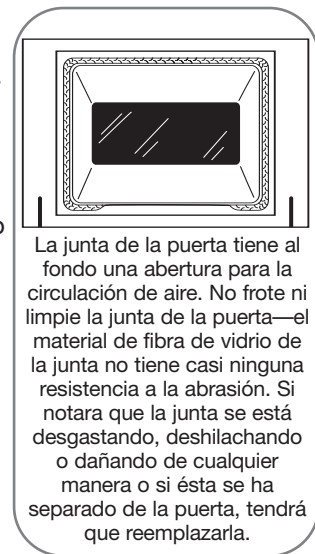 La junta de la puerta tiene al
fondo una abertura para la
circulación de aire. No frote ni
limpie la junta de la puerta—el
material de fibra de vidrio de
la junta no tiene casi ninguna
resistencia a la abrasión. Si
notara que la junta se está
desgastando, deshilachando
o dañando de cualquier
manera o si ésta se ha
separado de la puerta, tendrá
que reemplazarla.